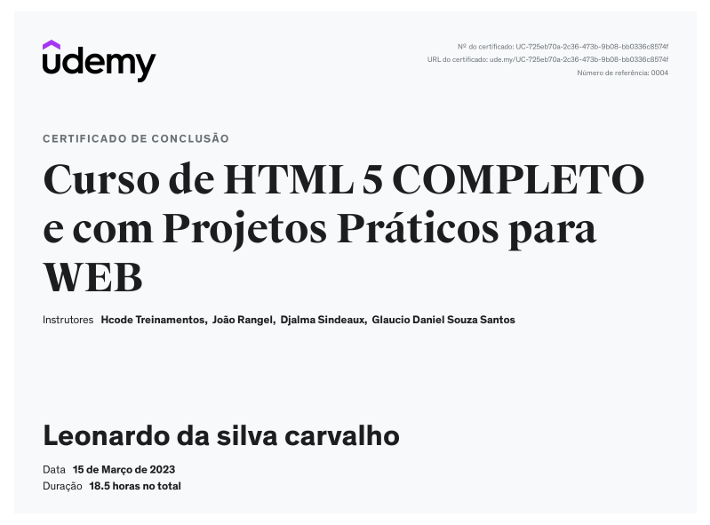 udemy
Nº do certificado: UC-725eb70a-2c36-473b-9b08-bb0336c8574f
URL do certificado: ude.my/UC-725eb70a-2c36-473b-9b08-bb0336c8574f
Número de referência: 0004
CERTIFICADO DE CONCLUSÃO
Curso de HTML 5 COMPLETO
e com Projetos Práticos para
WEB
Instrutores Hcode Treinamentos, João Rangel, Djalma Sindeaux, Glaucio Daniel Souza Santos
Leonardo da silva carvalho
Data 15 de Março de 2023
Duração 18.5 horas no total